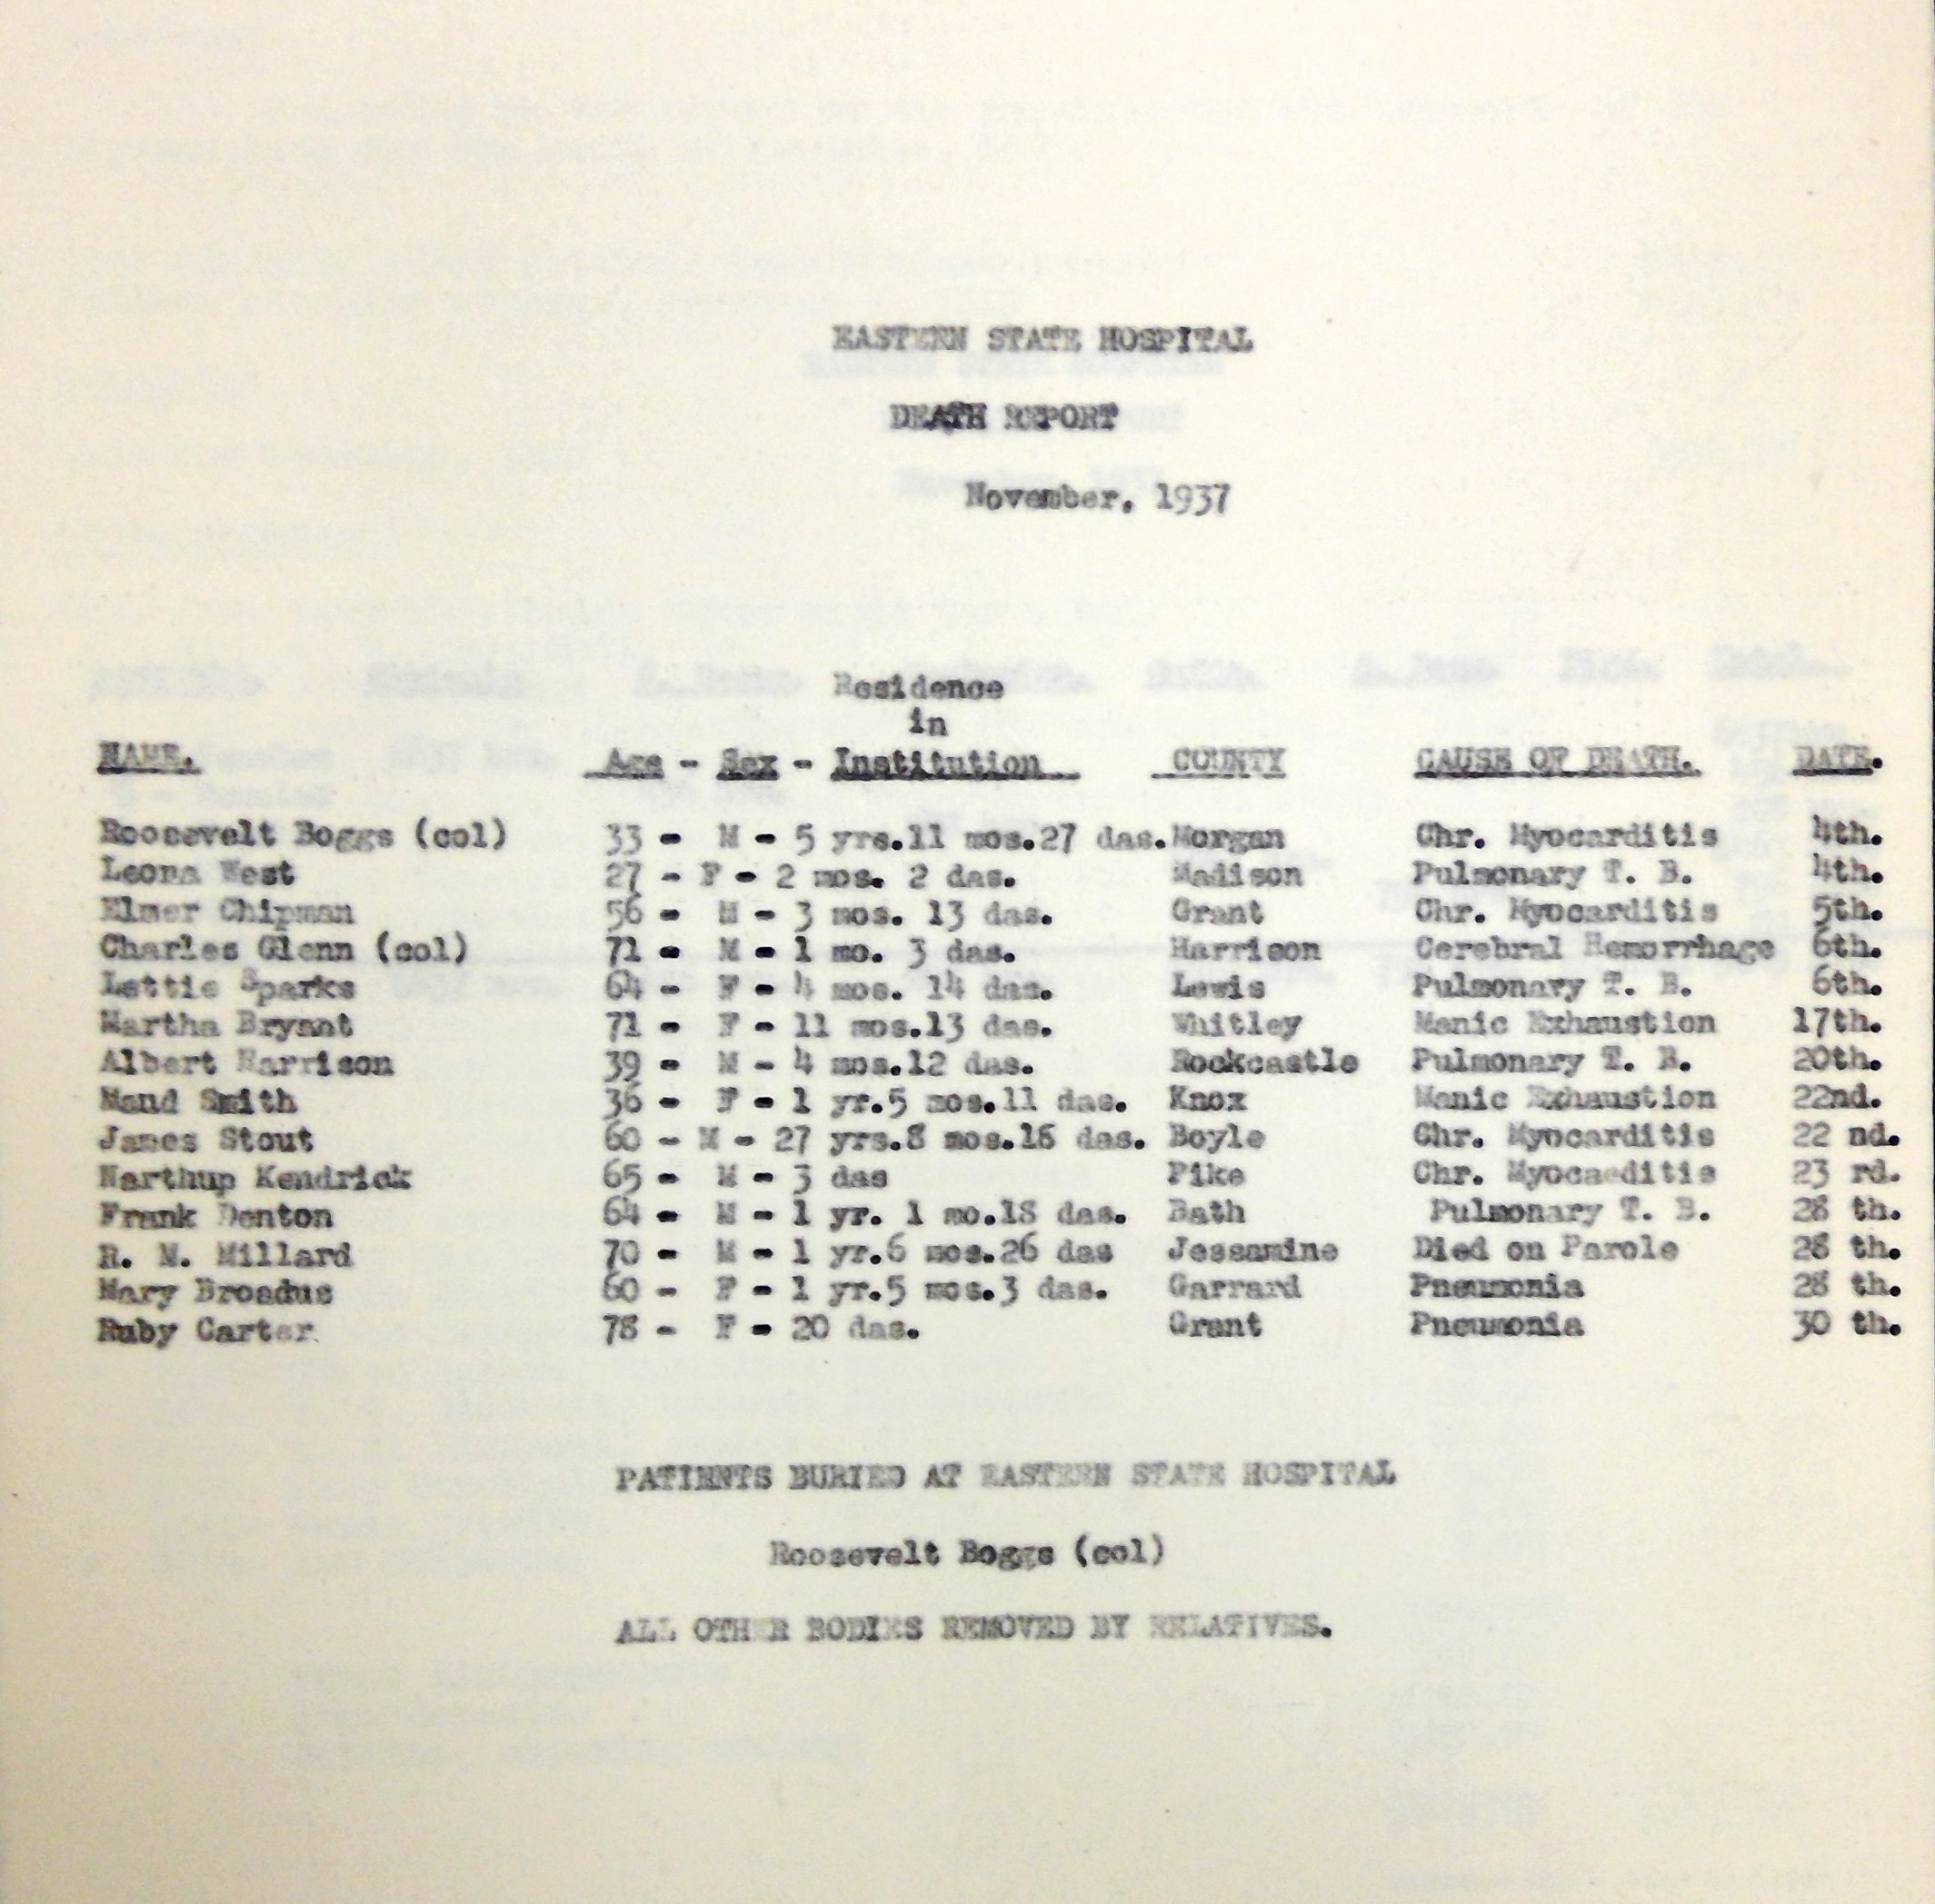 EASTERN STATE HOSPITAL
DEATH REPORT
November, 1937
Residence
in
NAME. Age - Sex - Institution COUNTY CAUSE OF DEATH. DATE.
Roosevelt Boggs (col) 33 - M - 5 yrs.11 mos.27 das. Morgan Chr. Myocarditis 4th.
Leona West 27 - F - 2 mos. 2 das. Madison Pulmonary T. B. 4th.
Elmer Chipman 56 - M - 3 mos. 13 das. Grant Chr. Myocarditis 5th.
Charles Glenn (col) 71 - M - 1 mo. 3 das. Harrison Cerebral Hemorrhage 6th.
Lettie Sparks 64 - F - 4 mos. 14 das. Lewis Pulmonary T. B. 6th.
Martha Bryant 71 - F - 11 mos.13 das. Whitley Manic Exhaustion 17th.
Albert Harrison 39 - M - 4 mos.12 das. Rockcastle Pulmonary T. B. 20th.
Maud Smith 36 - F - 1 yr.5 mos.11 das. Knox Manic Exhaustion 22nd.
James Stout 60 - M - 27 yrs.8 mos. das. Boyle Chr. Myocarditis 22 nd.
Narthup Kendrick 65 - M - 3 das Pike Chr. Myocaeditis 23 rd.
Frank Denton 64 - M - 1 yr. 1 mo.18 das. Bath Pulmonary T. B. 28 th.
R. N. Millard 70 - M - 1 yr.6 mos.26 das Jessamine Died on Parole 28 th.
Mary Broadus 60 - F - 1 yr.5 mos.3 das. Garrard Pneumonia 28 th.
Ruby Carter 78 - F - 20 das. Grant Pneumonia 30 th.
PATIENTS BURIED AT EASTERN STATE HOSPITAL
Roosevelt Boggs (col)
ALL OTHER BODIES REMOVED BY RELATIVES.